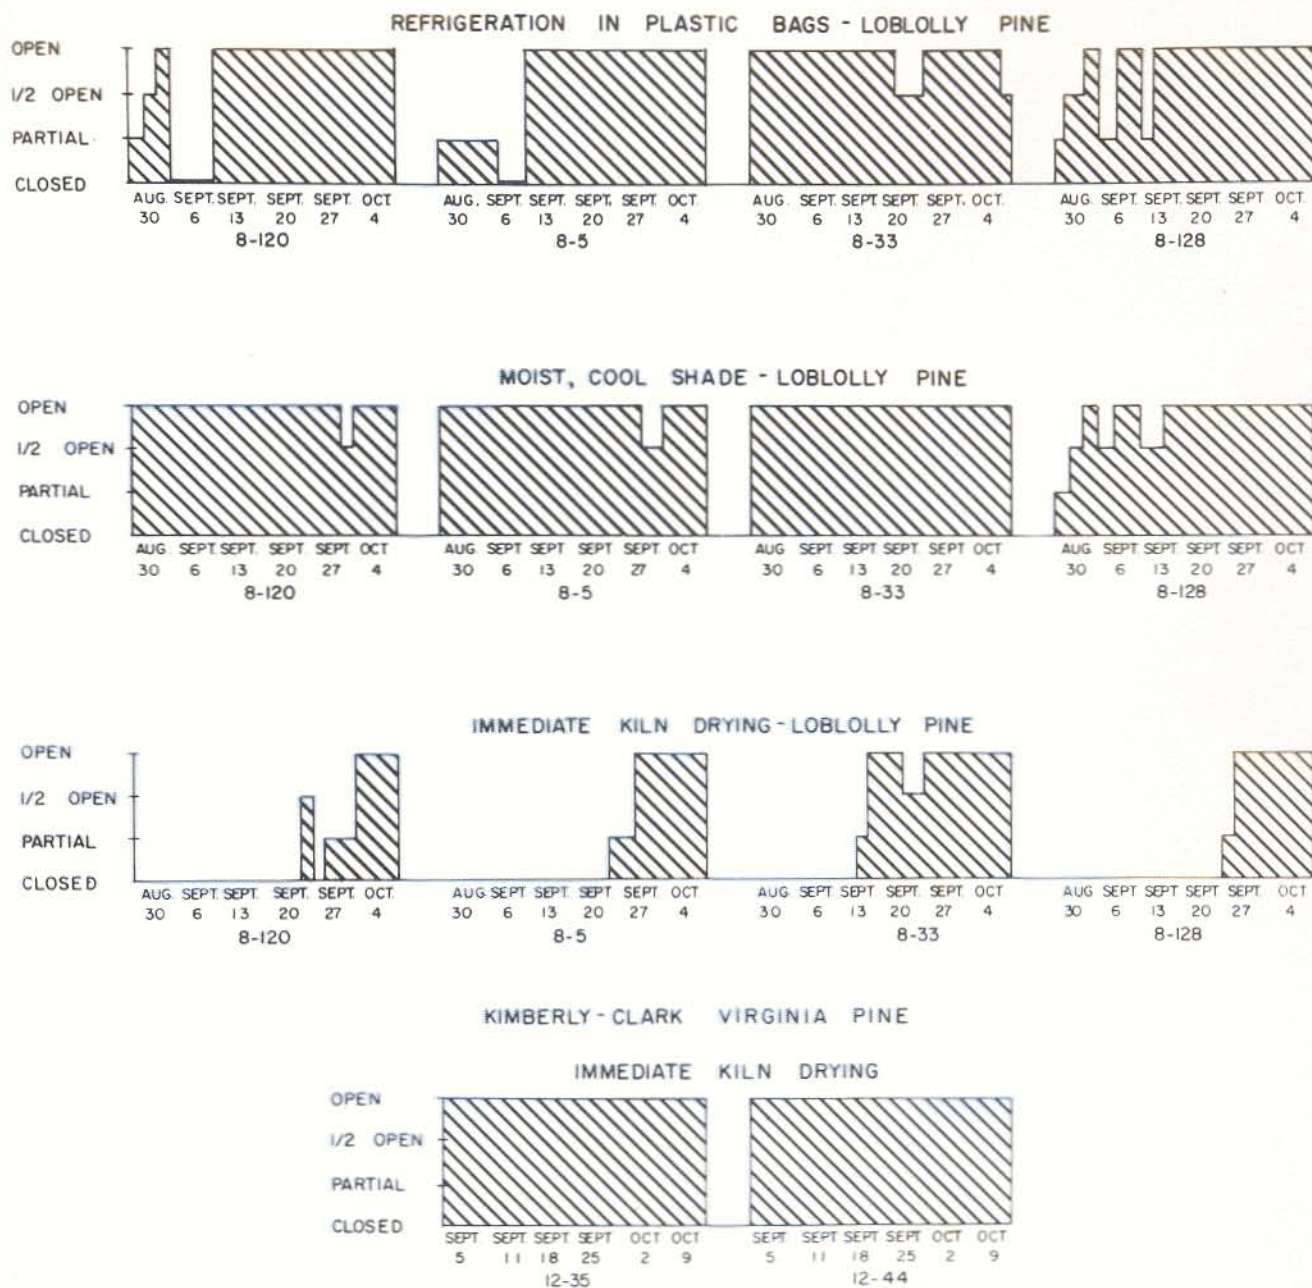 REFRIGERATION IN PLASTIC BAGS - LOBLOLLY PINE
OPEN
1/2 OPEN
PARTIAL
CLOSED
AUG. SEPT. SEPT. SEPT. SEPT OCT
30 6 13 20 27 4
8-120
AUG. SEPT. SEPT. SEPT. SEPT OCT
30 6 13 20 27 4
8-5
AUG SEPT. SEPT. SEPT SEPT. OCT.
30 6 13 20 27 4
8-33
AUG SEPT. SEPT. SEPT SEPT OCT.
30 6 13 20 27 4
8-128
MOIST, COOL SHADE - LOBLOLLY PINE
OPEN
1/2 OPEN
PARTIAL
CLOSED
AUG. SEPT. SEPT. SEPT SEPT OCT
30 6 13 20 27 4
8-120
AUG SEPT SEPT. SEPT. SEPT. OCT
30 6 13 20 27 4
8-5
AUG SEPT. SEPT. SEPT. SEPT. OCT
30 6 13 20 27 4
8-33
AUG SEPT. SEPT. SEPT. SEPT. OCT
30 6 13 20 27 4
8-128
IMMEDIATE KILN DRYING - LOBLOLLY PINE
OPEN
1/2 OPEN
PARTIAL
CLOSED
AUG SEPT. SEPT. SEPT. SEPT. OCT.
30 6 13 20 27 4
8-120
AUG SEPT SEPT. SEPT SEPT. OCT
30 6 13 20 27 4
8-5
AUG. SEPT. SEPT. SEPT. SEPT. OCT
30 6 13 20 27 4
8-33
AUG SEPT. SEPT. SEPT. SEPT. OCT
30 6 13 20 27 4
8-128
KIMBERLY - CLARK VIRGINIA PINE
IMMEDIATE KILN DRYING
OPEN
1/2 OPEN
PARTIAL
CLOSED
SEPT SEPT. SEPT. SEPT OCT OCT
5 11 18 25 2 9
12-35
SEPT SEPT. SEPT SEPT OCT OCT
5 11 18 25 2 9
12-44